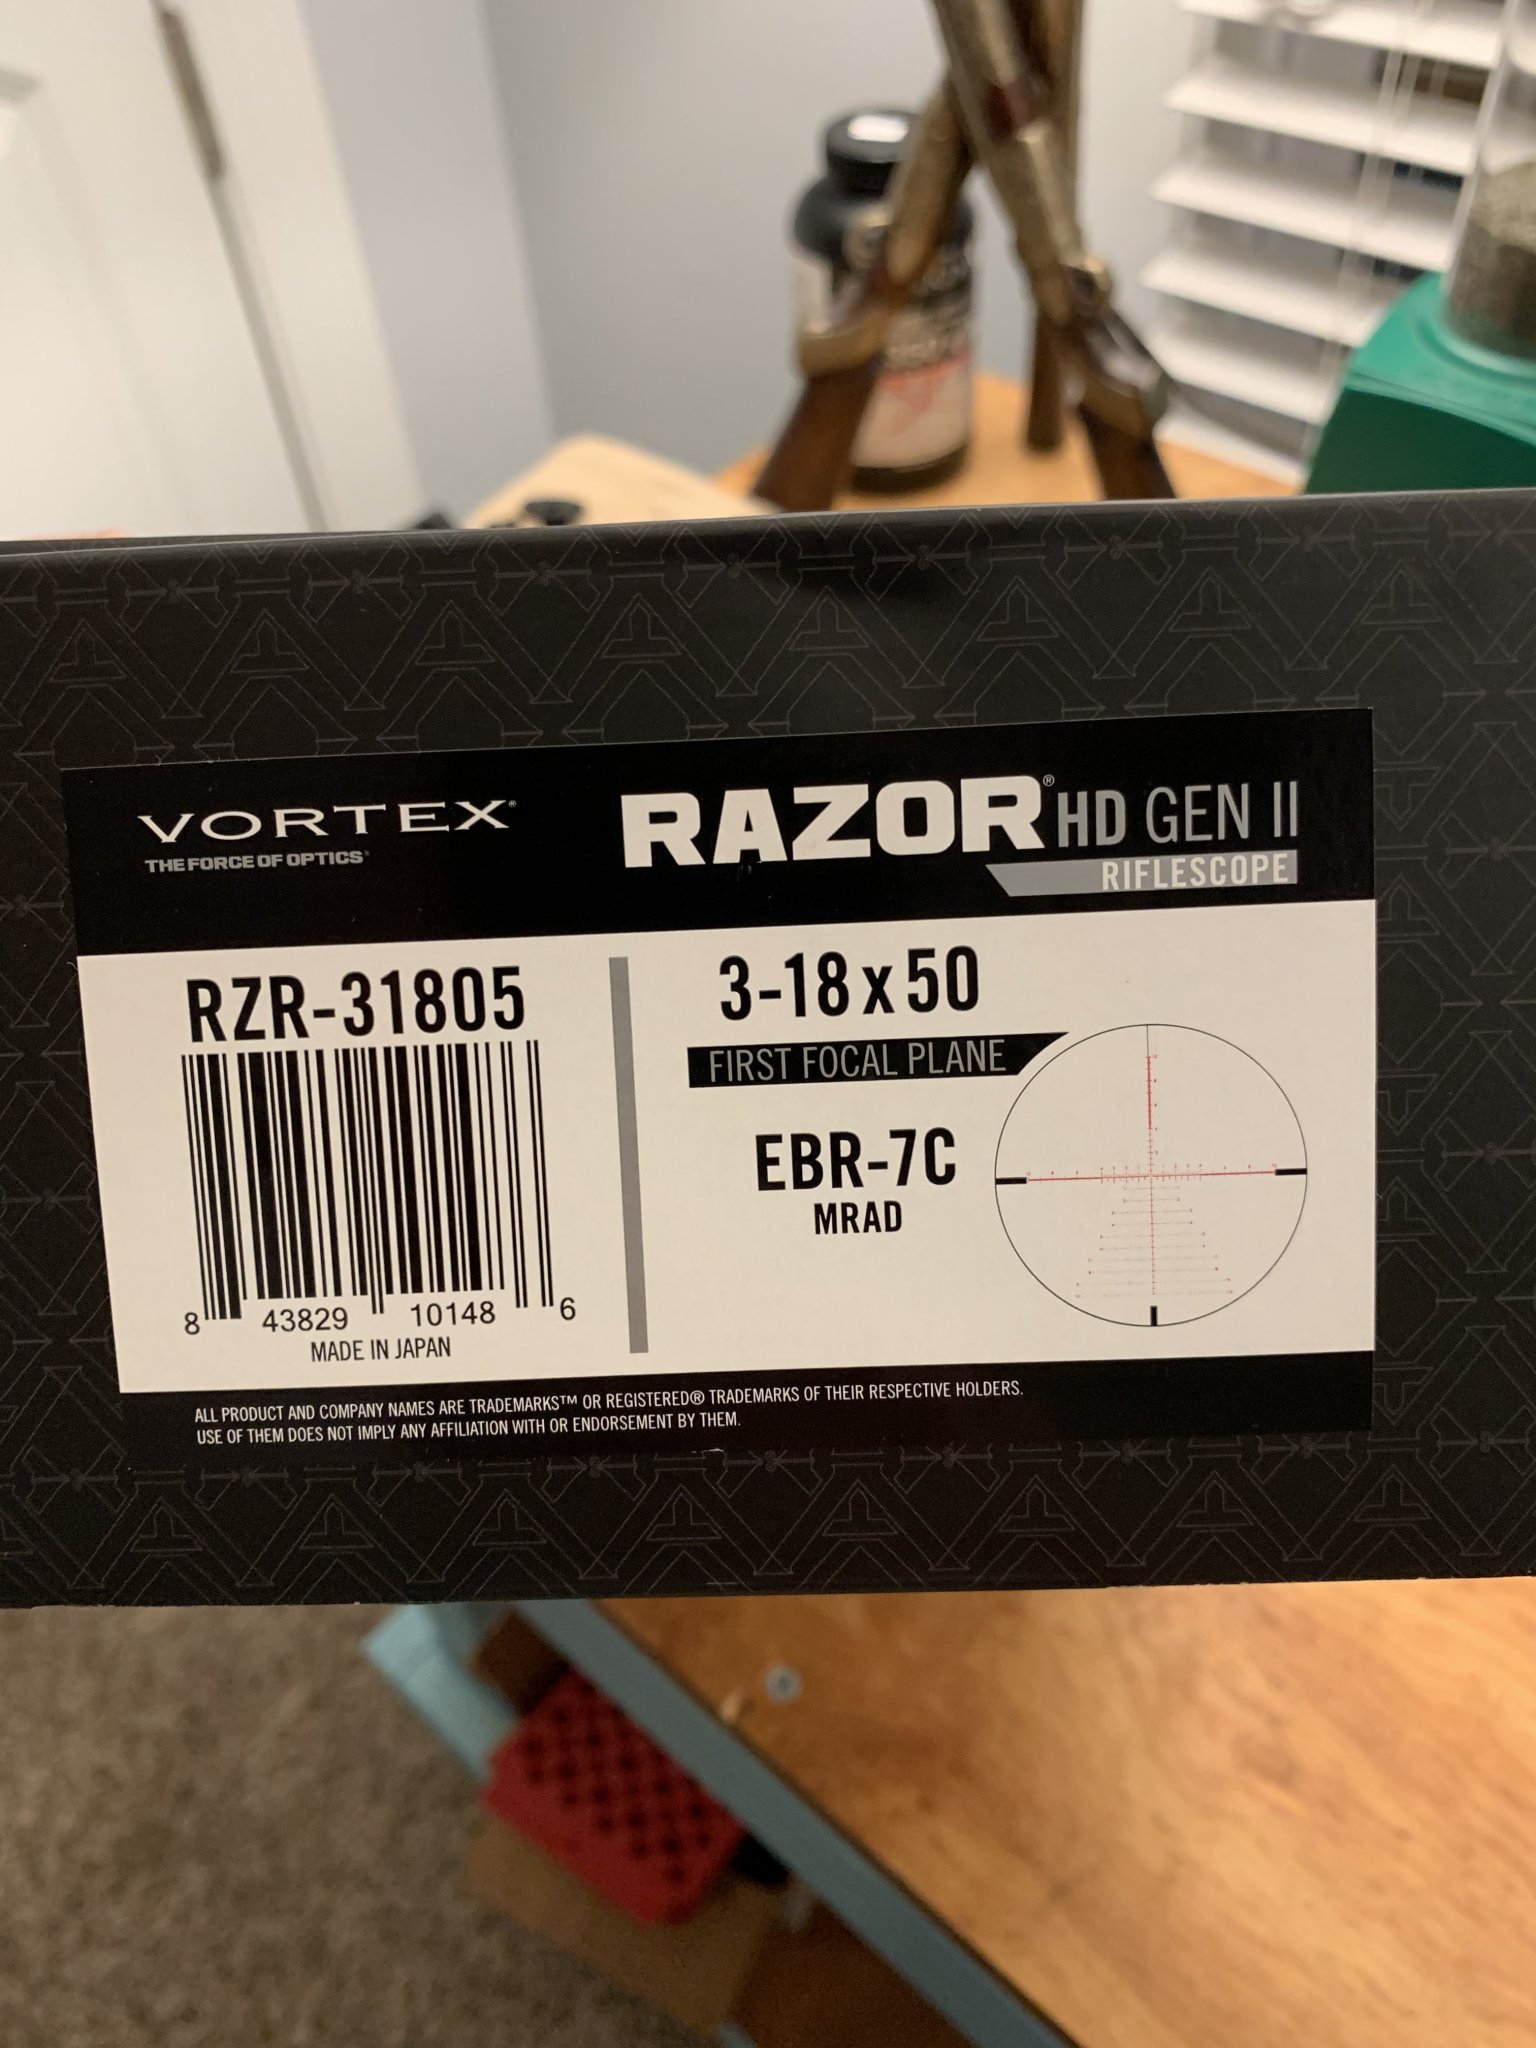 VORTEX®
THE FORCE OF OPTICS®
RAZOR® HD GEN II
RIFLESCOPE
RZR-31805
8 43829 10148 6
MADE IN JAPAN
3-18x50
FIRST FOCAL PLANE
EBR-7C
MRAD
ALL PRODUCT AND COMPANY NAMES ARE TRADEMARKS™ OR REGISTERED® TRADEMARKS OF THEIR RESPECTIVE HOLDERS.
USE OF THEM DOES NOT IMPLY ANY AFFILIATION WITH OR ENDORSEMENT BY THEM.